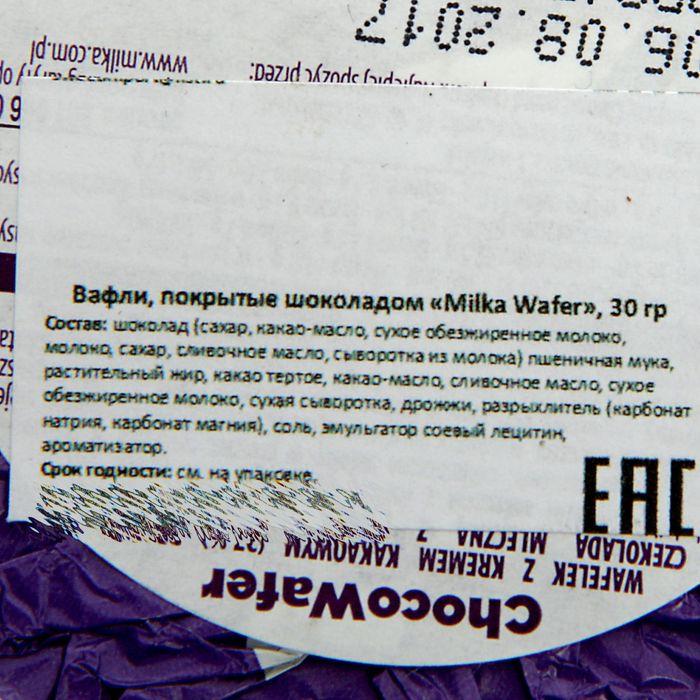 06.08.2017
www.milka.com.pl
Вафли, покрытые шоколадом «Milka Wafer», 30 гр
Состав: шоколад (сахар, какао-масло, сухое обезжиренное молоко,
молоко, сахар, сливочное масло, сыворотка из молока) пшеничная мука,
растительный жир, какао тертое, какао-масло, сливочное масло, сухое
обезжиренное молоко, сухая сыворотка, дрожжи, разрыхлитель (карбонат
натрия, карбонат магния), соль, эмульгатор соевый лецитин,
ароматизатор.
Срок годности: см. на упаковке.
EAC
CZEKOLADA MLECZNA Z
WAFELEK Z KREMEM KAKAOWYM (37%)
ChocoWafer